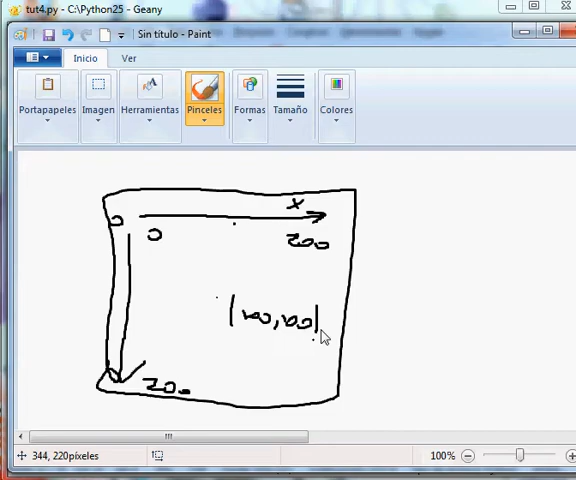 tut4.py - C:\Python25 - Geany
Sin título - Paint
Inicio Ver
Portapapeles Imagen Herramientas Pinceles Formas Tamaño Colores
x
0
0 200
|100,100|
200
344, 220píxeles 100%